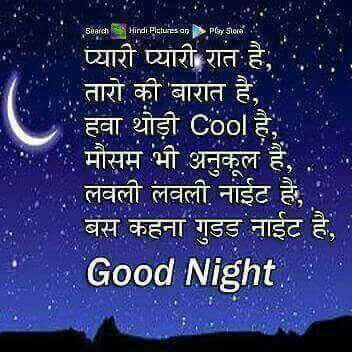 Search Hindi Pictures on Play Store
प्यारी प्यारी रात है,
तारो की बारात है,
हवा थोड़ी Cool है,
मौसम भी अनुकूल है,
लवली लवली नाईट है,
बस कहना गुडड नाईट है,
Good Night